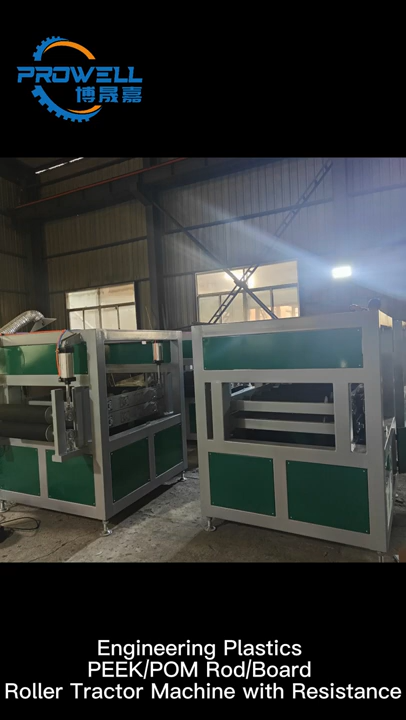 PROWELL
博晟嘉
Engineering Plastics
PEEK/POM Rod/Board
Roller Tractor Machine with Resistance